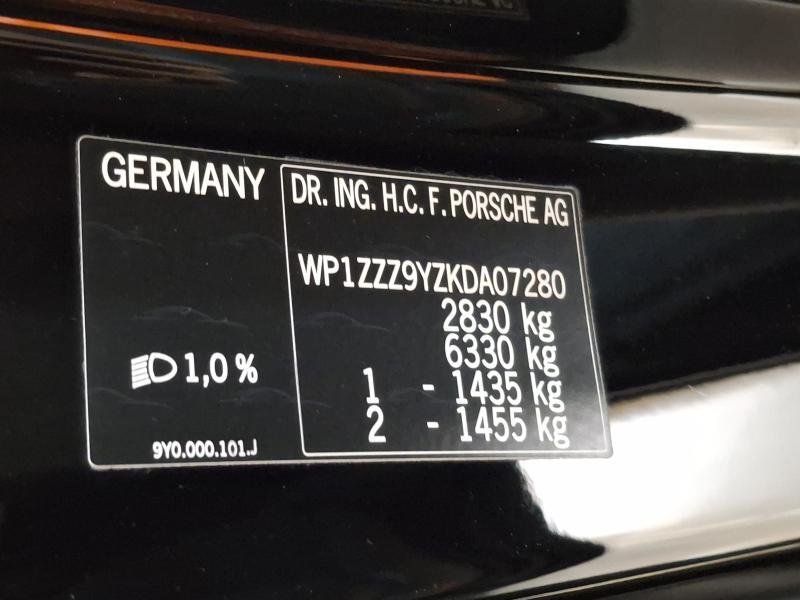 GERMANY
DR. ING. H.C. F. PORSCHE AG
WP1ZZZ9YZKDA07280
2830 kg
6330 kg
1 - 1435 kg
2 - 1455 kg
1,0 %
9Y0.000.101.J